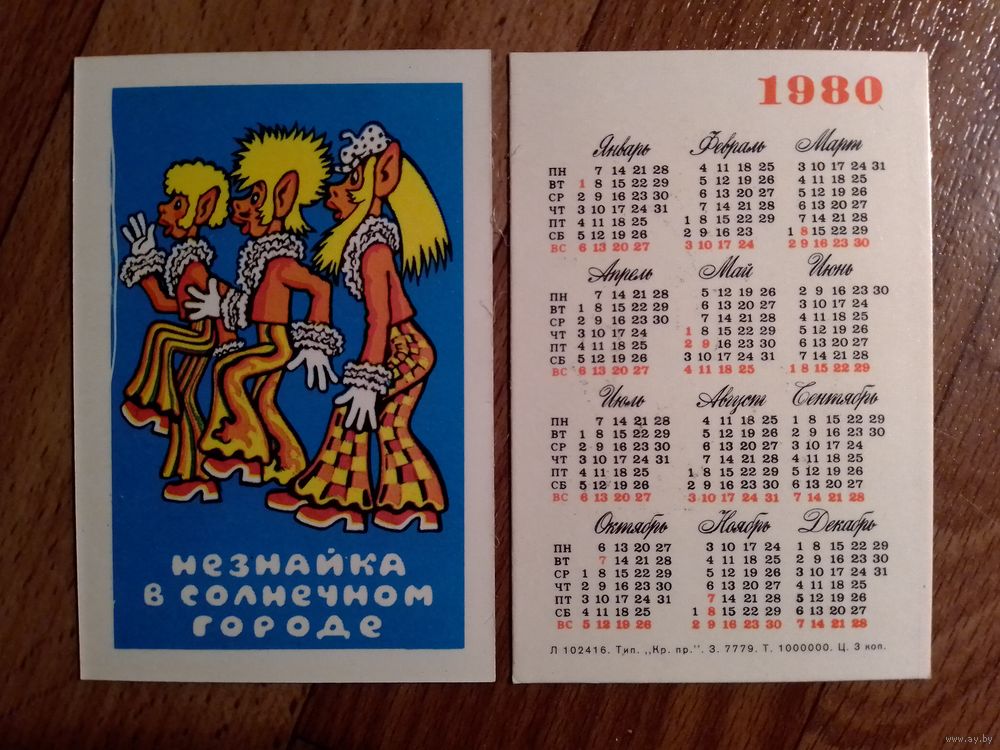 НЕЗНАЙКА
В СОЛНЕЧНОМ
ГОРОДЕ
1980
Январь Февраль Март
ПН 7 14 21 28 4 11 18 25 3 10 17 24 31
ВТ 1 8 15 22 29 5 12 19 26 4 11 18 25
СР 2 9 16 23 30 6 13 20 27 5 12 19 26
ЧТ 3 10 17 24 31 7 14 21 28 6 13 20 27
ПТ 4 11 18 25 1 8 15 22 29 7 14 21 28
СБ 5 12 19 26 2 9 16 23 1 8 15 22 29
ВС 6 13 20 27 3 10 17 24 2 9 16 23 30
Апрель Май Июнь
ПН 7 14 21 28 5 12 19 26 2 9 16 23 30
ВТ 1 8 15 22 29 6 13 20 27 3 10 17 24
СР 2 9 16 23 30 7 14 21 28 4 11 18 25
ЧТ 3 10 17 24 1 8 15 22 29 5 12 19 26
ПТ 4 11 18 25 2 9 16 23 30 6 13 20 27
СБ 5 12 19 26 3 10 17 24 31 7 14 21 28
ВС 6 13 20 27 4 11 18 25 1 8 15 22 29
Июль Август Сентябрь
ПН 7 14 21 28 4 11 18 25 1 8 15 22 29
ВТ 1 8 15 22 29 5 12 19 26 2 9 16 23 30
СР 2 9 16 23 30 6 13 20 27 3 10 17 24
ЧТ 3 10 17 24 31 7 14 21 28 4 11 18 25
ПТ 4 11 18 25 1 8 15 22 29 5 12 19 26
СБ 5 12 19 26 2 9 16 23 30 6 13 20 27
ВС 6 13 20 27 3 10 17 24 31 7 14 21 28
Октябрь Ноябрь Декабрь
ПН 6 13 20 27 3 10 17 24 1 8 15 22 29
ВТ 7 14 21 28 4 11 18 25 2 9 16 23 30
СР 1 8 15 22 29 5 12 19 26 3 10 17 24 31
ЧТ 2 9 16 23 30 6 13 20 27 4 11 18 25
ПТ 3 10 17 24 31 7 14 21 28 5 12 19 26
СБ 4 11 18 25 1 8 15 22 29 6 13 20 27
ВС 5 12 19 26 2 9 16 23 30 7 14 21 28
Л 102416. Тип. „Кр. пр.". З. 7779. Т. 1000000. Ц. 3 коп.
www.ay.by